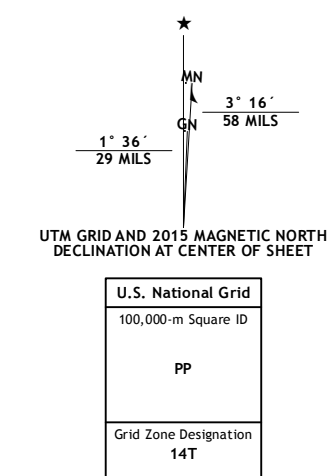 ★
MN
3° 16´
58 MILS
GN
1° 36´
29 MILS
UTM GRID AND 2015 MAGNETIC NORTH
DECLINATION AT CENTER OF SHEET
U.S. National Grid
100,000-m Square ID
PP
Grid Zone Designation
14T